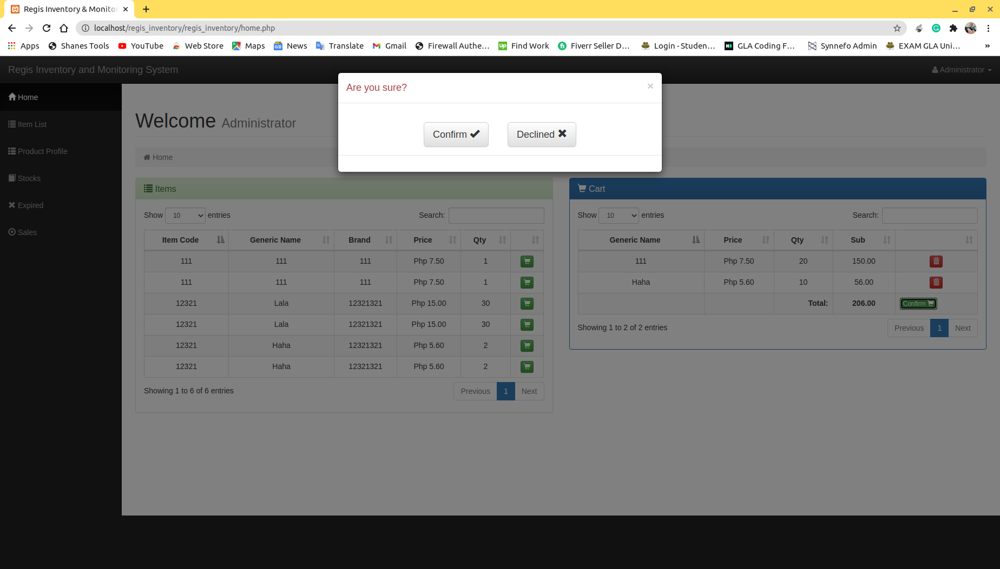 Regis Inventory & Monitor
localhost/regis_inventory/regis_inventory/home.php
Apps Shanes Tools YouTube Web Store Maps News Translate Gmail Firewall Authe... Find Work Fiverr Seller D... Login - Studen... GLA Coding F... Synnefo Admin EXAM GLA Uni... »
Regis Inventory and Monitoring System Administrator
Are you sure? ×
Confirm Declined
Home
Item List
Product Profile
Stocks
Expired
Sales
Welcome Administrator
Home
Items
Show 10 entries Search:
Item Code Generic Name Brand Price Qty
111 111 111 Php 7.50 1
111 111 111 Php 7.50 1
12321 Lala 12321321 Php 15.00 30
12321 Lala 12321321 Php 15.00 30
12321 Haha 12321321 Php 5.60 2
12321 Haha 12321321 Php 5.60 2
Showing 1 to 6 of 6 entries Previous 1 Next
Cart
Show 10 entries Search:
Generic Name Price Qty Sub
111 Php 7.50 20 150.00
Haha Php 5.60 10 56.00
Total: 206.00 Confirm
Showing 1 to 2 of 2 entries Previous 1 Next